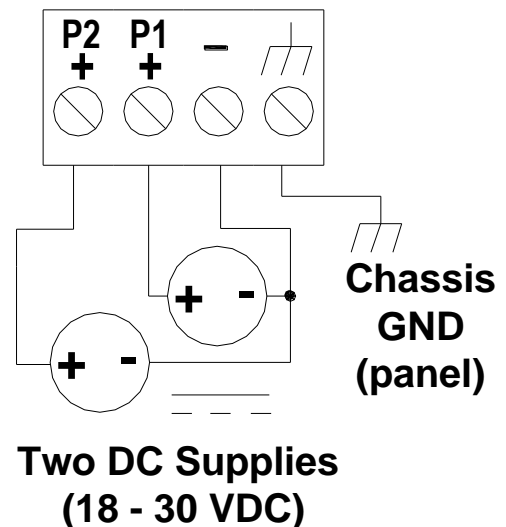 P2 P1
+ + -
+ -
+ -
Chassis
GND
(panel)
Two DC Supplies
(18 - 30 VDC)